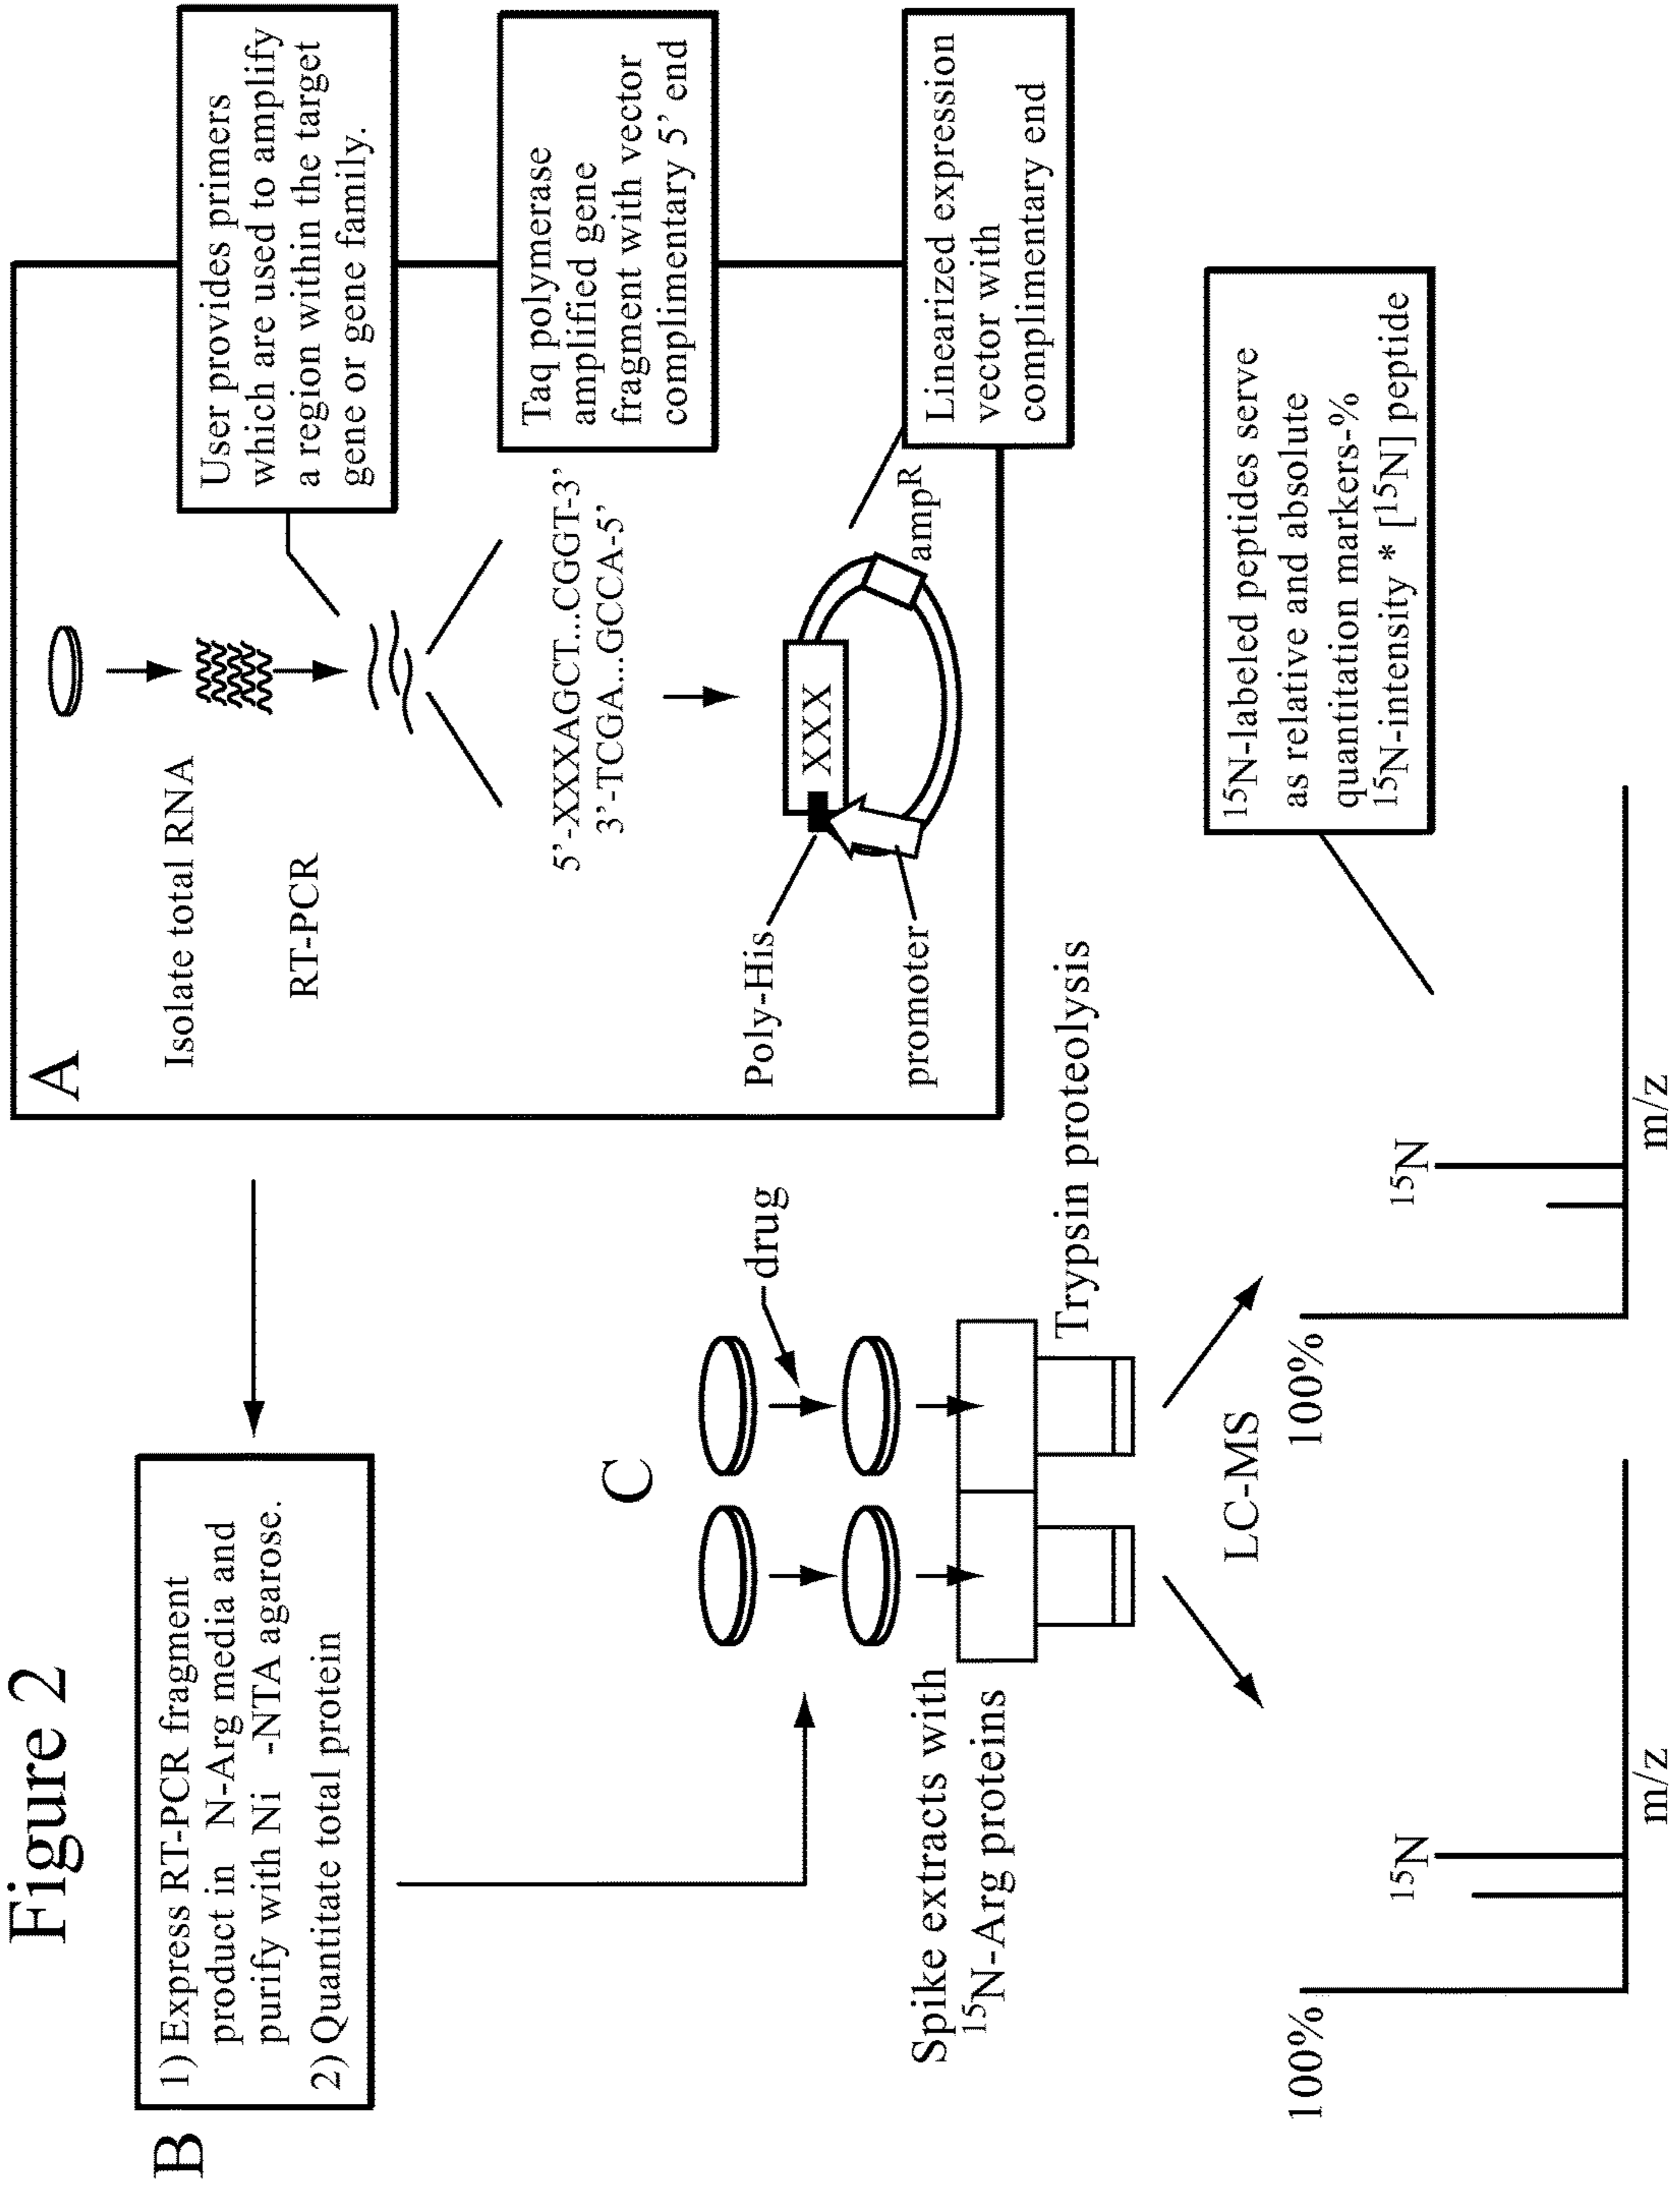 Figure 2
A
Isolate total RNA
RT-PCR
User provides primers
which are used to amplify
a region within the target
gene or gene family.
5'-XXXAGCT...CGGT-3'
3'-TCGA...GCCA-5'
Taq polymerase
amplified gene
fragment with vector
complimentary 5' end
Poly-His
promoter
XXX
amp^R
Linearized expression
vector with
complimentary end
B
1) Express RT-PCR fragment
product in N-Arg media and
purify with Ni -NTA agarose.
2) Quantitate total protein
C
drug
Spike extracts with
¹⁵N-Arg proteins
Trypsin proteolysis
LC-MS
100%
¹⁵N
m/z
100%
¹⁵N
m/z
¹⁵N-labeled peptides serve
as relative and absolute
quantitation markers-%
¹⁵N-intensity * [¹⁵N] peptide